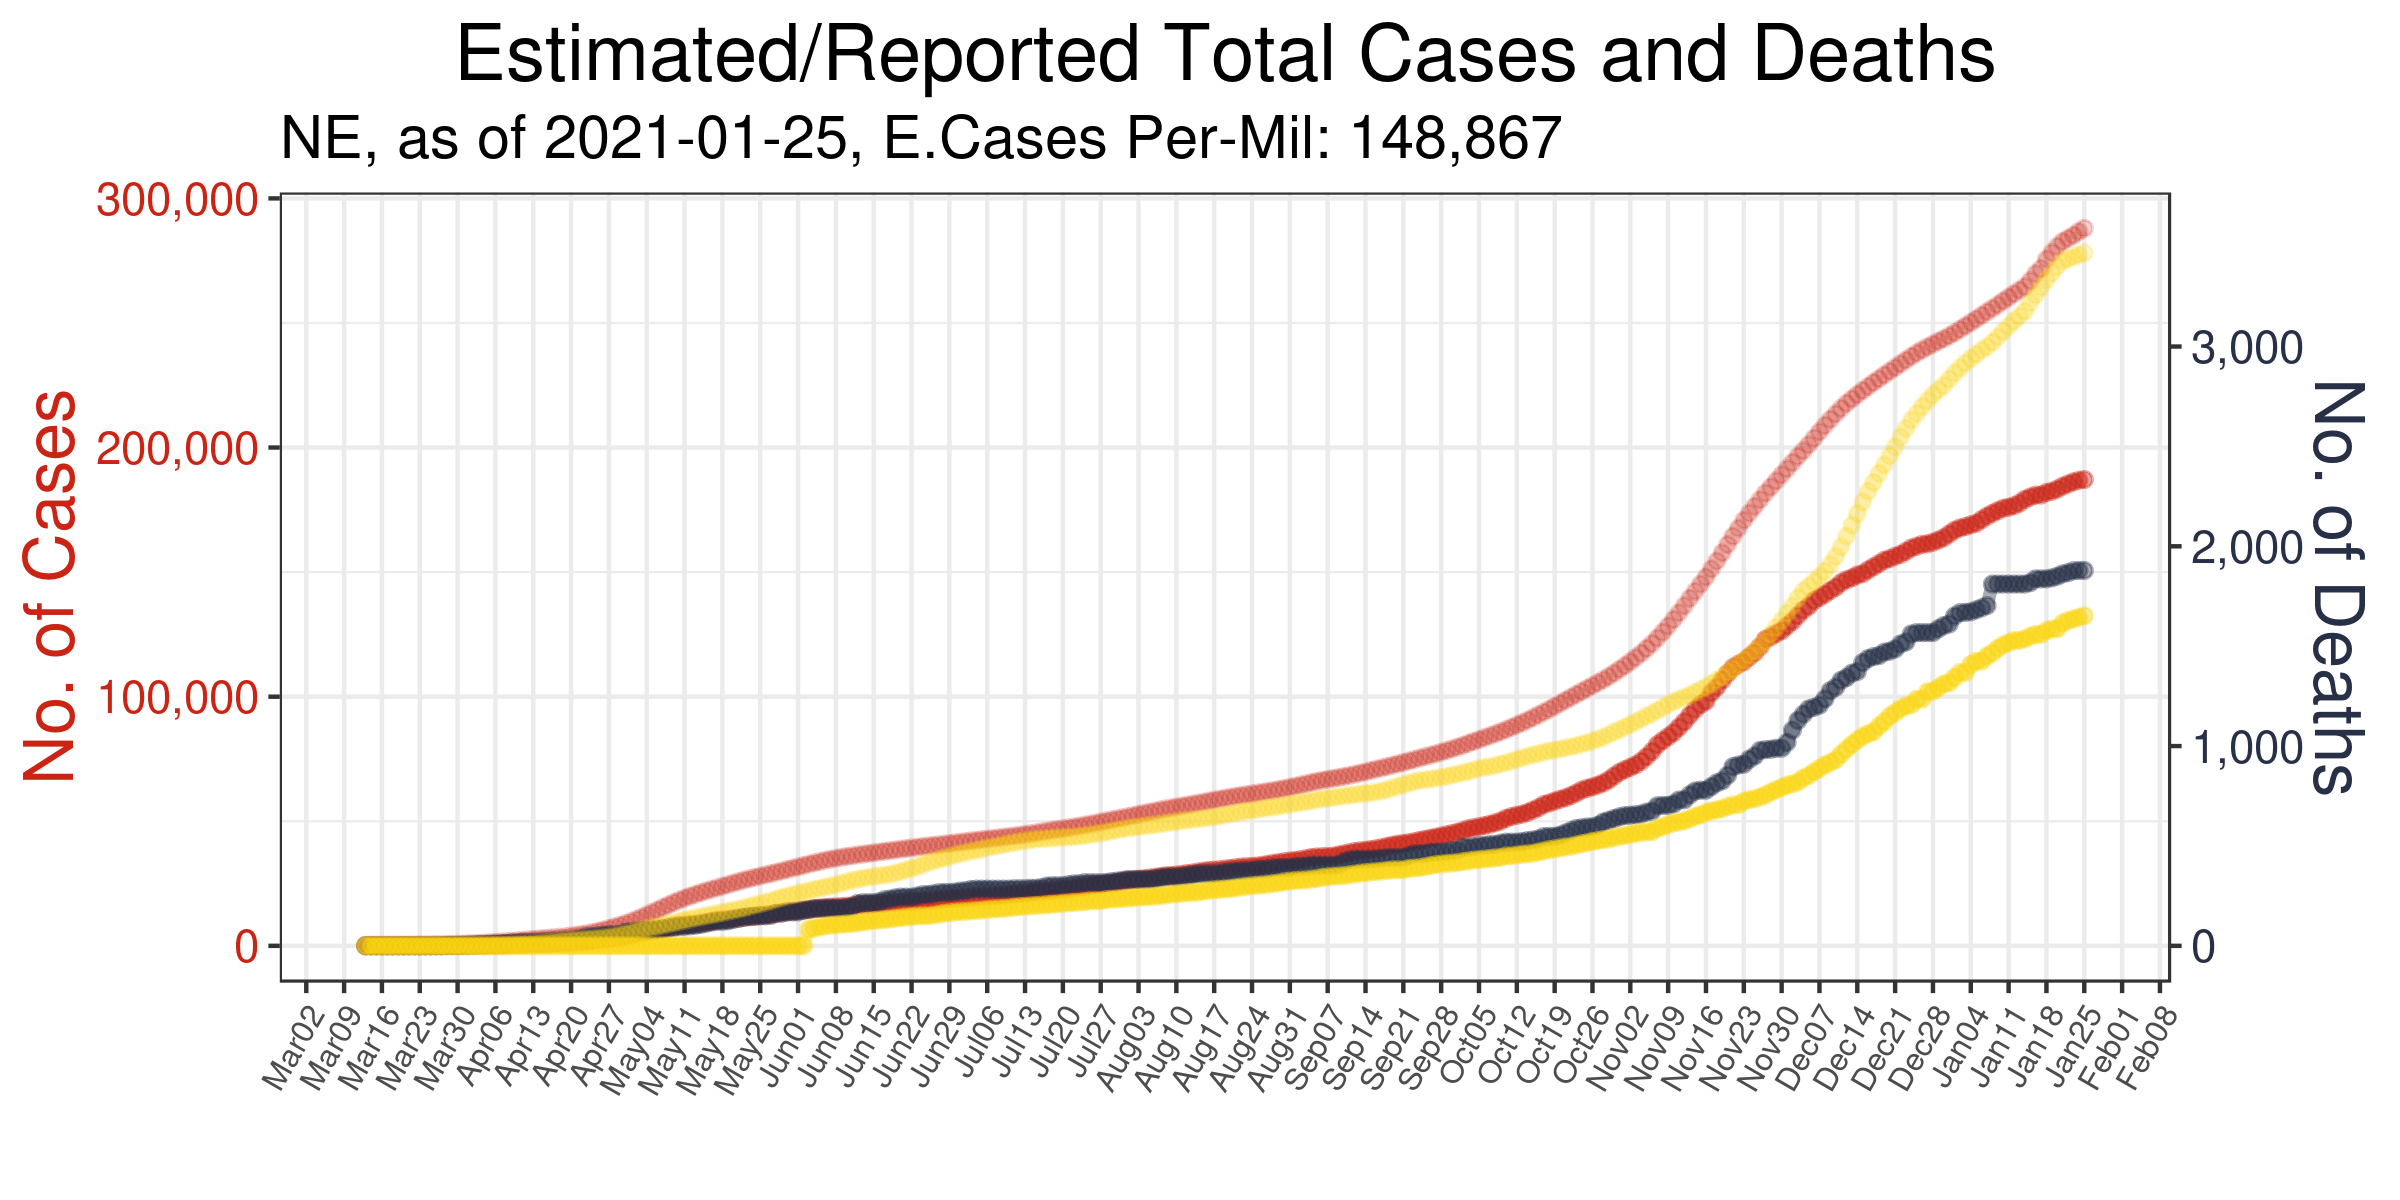 Estimated/Reported Total Cases and Deaths
NE, as of 2021-01-25, E.Cases Per-Mil: 148,867
No. of Cases
300,000
200,000
100,000
0
3,000
2,000
1,000
0
No. of Deaths
Mar02 Mar09 Mar16 Mar23 Mar30 Apr06 Apr13 Apr20 Apr27 May04 May11 May18 May25 Jun01 Jun08 Jun15 Jun22 Jun29 Jul06 Jul13 Jul20 Jul27 Aug03 Aug10 Aug17 Aug24 Aug31 Sep07 Sep14 Sep21 Sep28 Oct05 Oct12 Oct19 Oct26 Nov02 Nov09 Nov16 Nov23 Nov30 Dec07 Dec14 Dec21 Dec28 Jan04 Jan11 Jan18 Jan25 Feb01 Feb08